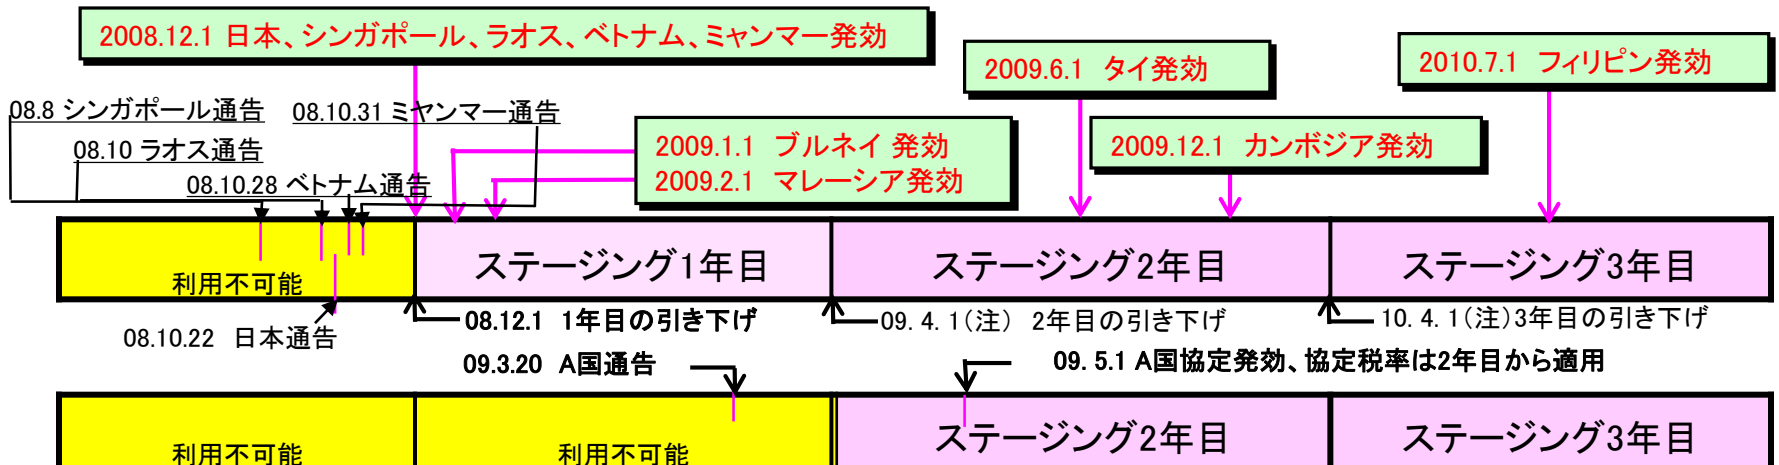 2008.12.1 日本、シンガポール、ラオス、ベトナム、ミャンマー発効
2009.6.1 タイ発効
2010.7.1 フィリピン発効
08.8 シンガポール通告
08.10.31 ミヤンマー通告
2009.1.1 ブルネイ 発効
2009.2.1 マレーシア発効
2009.12.1 カンボジア発効
08.10 ラオス通告
08.10.28 ベトナム通告
利用不可能
ステージング1年目
ステージング2年目
ステージング3年目
08.10.22 日本通告
08.12.1 1年目の引き下げ
09. 4. 1(注) 2年目の引き下げ
10. 4. 1(注)3年目の引き下げ
09.3.20 A国通告
09. 5.1 A国協定発効、協定税率は2年目から適用
利用不可能
利用不可能
ステージング2年目
ステージング3年目